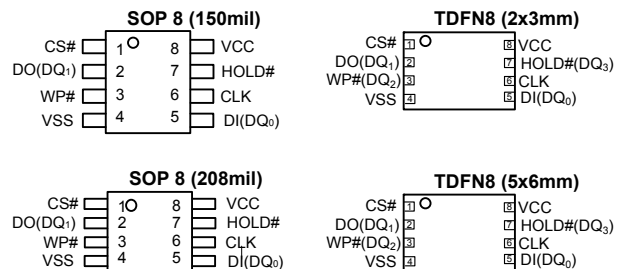 SOP 8 (150mil)
CS# 1 8 VCC
DO(DQ₁) 2 7 HOLD#
WP# 3 6 CLK
VSS 4 5 DI(DQ₀)
TDFN8 (2x3mm)
CS# 1 8 VCC
DO(DQ₁) 2 7 HOLD#(DQ₃)
WP#(DQ₂) 3 6 CLK
VSS 4 5 DI(DQ₀)
SOP 8 (208mil)
CS# 1 8 VCC
DO(DQ₁) 2 7 HOLD#
WP# 3 6 CLK
VSS 4 5 DI(DQ₀)
TDFN8 (5x6mm)
CS# 1 8 VCC
DO(DQ₁) 2 7 HOLD#(DQ₃)
WP#(DQ₂) 3 6 CLK
VSS 4 5 DI(DQ₀)